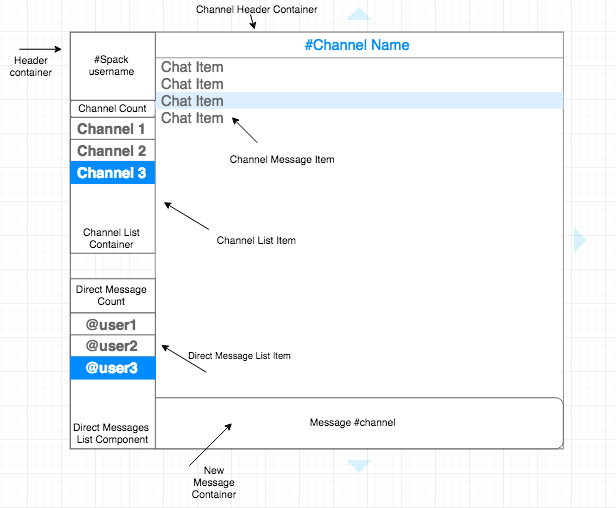 Channel Header Container
Header
container
#Spack
username
#Channel Name
Chat Item
Chat Item
Chat Item
Chat Item
Channel Message Item
Channel Count
Channel 1
Channel 2
Channel 3
Channel List
Container
Channel List Item
Direct Message
Count
@user1
@user2
@user3
Direct Message List Item
Direct Messages
List Component
Message #channel
New
Message
Container